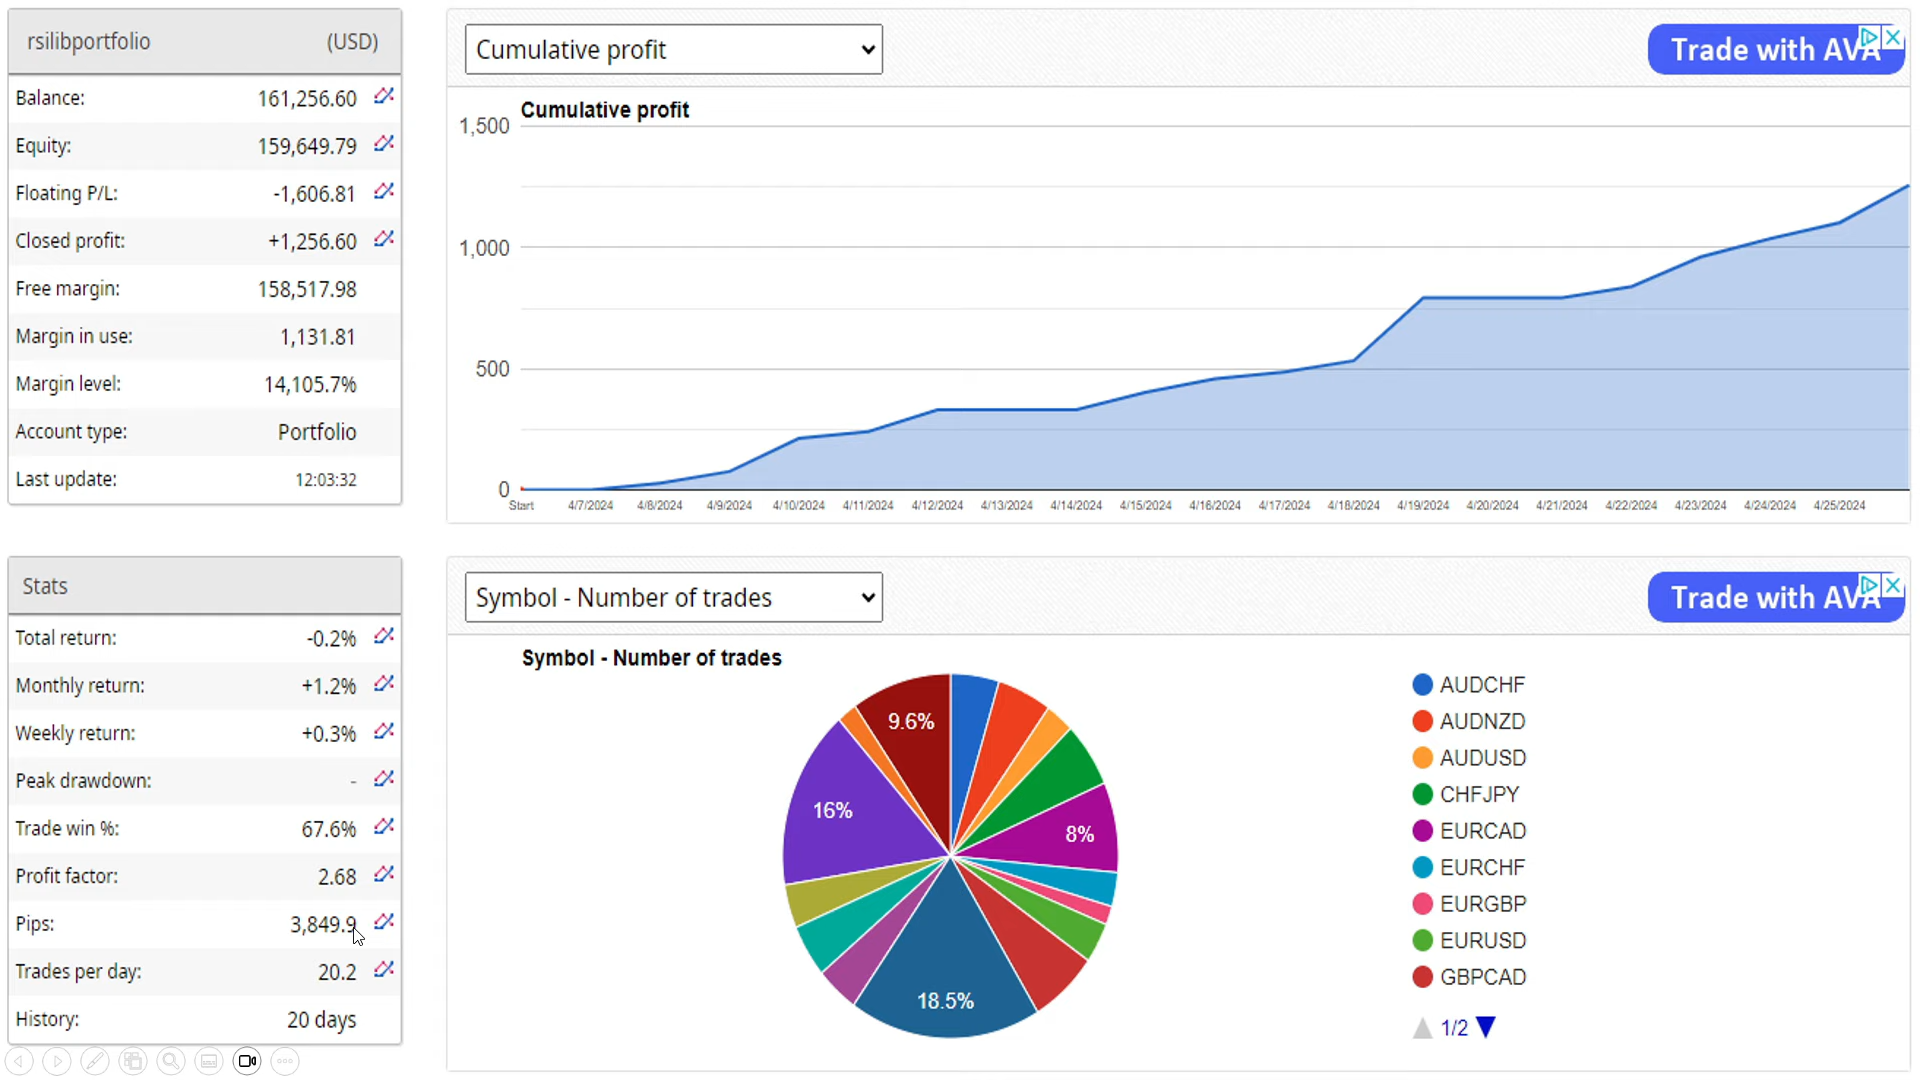 rsilibportfolio (USD)
Balance: 161,256.60
Equity: 159,649.79
Floating P/L: -1,606.81
Closed profit: +1,256.60
Free margin: 158,517.98
Margin in use: 1,131.81
Margin level: 14,105.7%
Account type: Portfolio
Last update: 12:03:32
Cumulative profit
Trade with AVA
Cumulative profit
1,500
1,000
500
0
Start 4/7/2024 4/8/2024 4/9/2024 4/10/2024 4/11/2024 4/12/2024 4/13/2024 4/14/2024 4/15/2024 4/16/2024 4/17/2024 4/18/2024 4/19/2024 4/20/2024 4/21/2024 4/22/2024 4/23/2024 4/24/2024 4/25/2024
Stats
Total return: -0.2%
Monthly return: +1.2%
Weekly return: +0.3%
Peak drawdown: -
Trade win %: 67.6%
Profit factor: 2.68
Pips: 3,849.9
Trades per day: 20.2
History: 20 days
Symbol - Number of trades
Trade with AVA
Symbol - Number of trades
9.6%
16%
8%
18.5%
AUDCHF
AUDNZD
AUDUSD
CHFJPY
EURCAD
EURCHF
EURGBP
EURUSD
GBPCAD
1/2